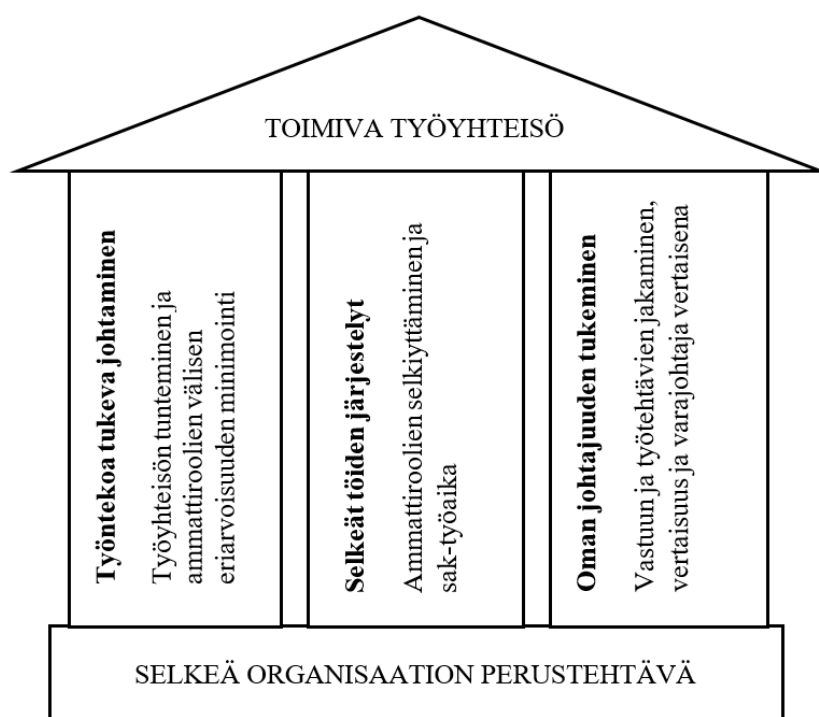 TOIMIVA TYÖYHTEISÖ
Työntekoa tukeva johtaminen
Työyhteisön tunteminen ja
ammattiroolien välisen
eriarvoisuuden minimointi
Selkeät töiden järjestelyt
Ammattiroolien selkiyttäminen ja
sak-työaika
Oman johtajuuden tukeminen
Vastuun ja työtehtävien jakaminen,
vertaisuus ja varajohtaja vertaisena
SELKEÄ ORGANISAATION PERUSTEHTÄVÄ